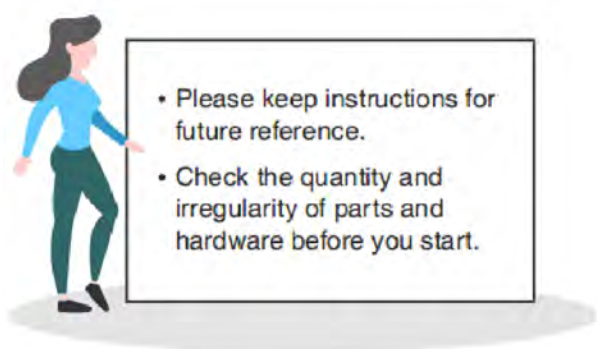 • Please keep instructions for
future reference.
• Check the quantity and
irregularity of parts and
hardware before you start.